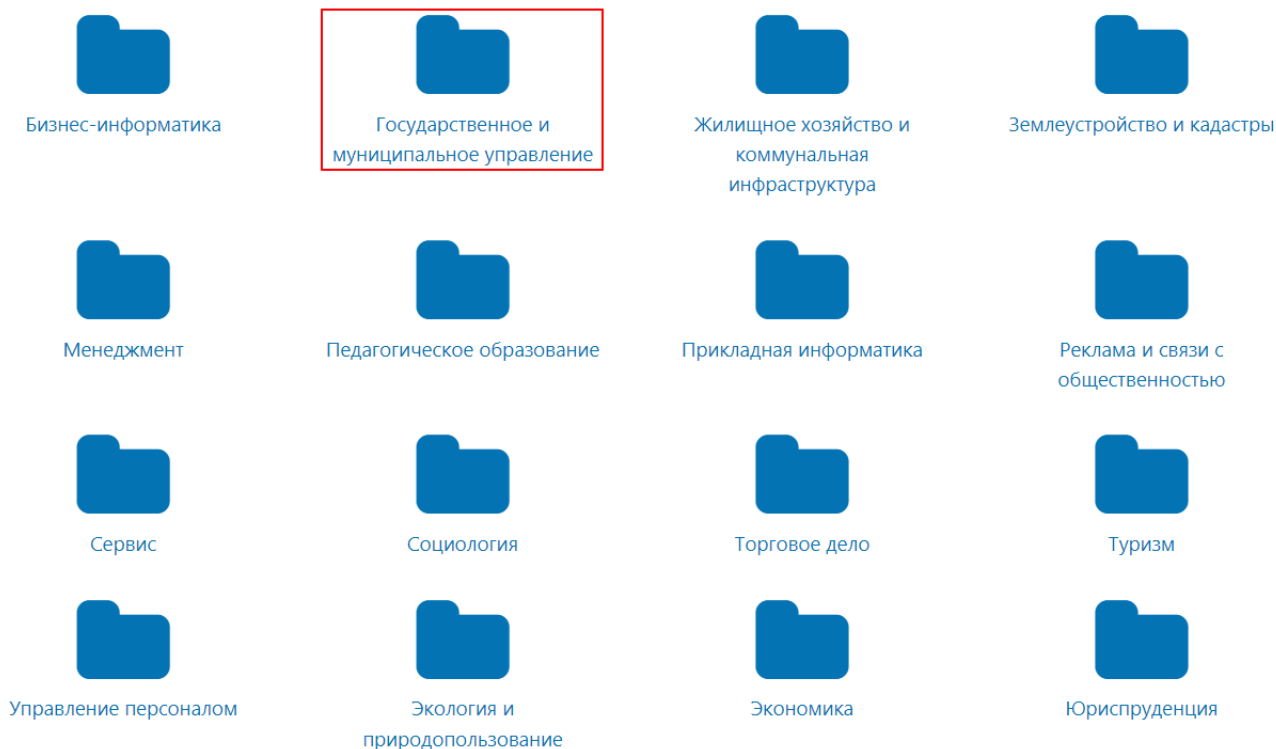 Бизнес-информатика
Государственное и
муниципальное управление
Жилищное хозяйство и
коммунальная
инфраструктура
Землеустройство и кадастры
Менеджмент
Педагогическое образование
Прикладная информатика
Реклама и связи с
общественностью
Сервис
Социология
Торговое дело
Туризм
Управление персоналом
Экология и
природопользование
Экономика
Юриспруденция